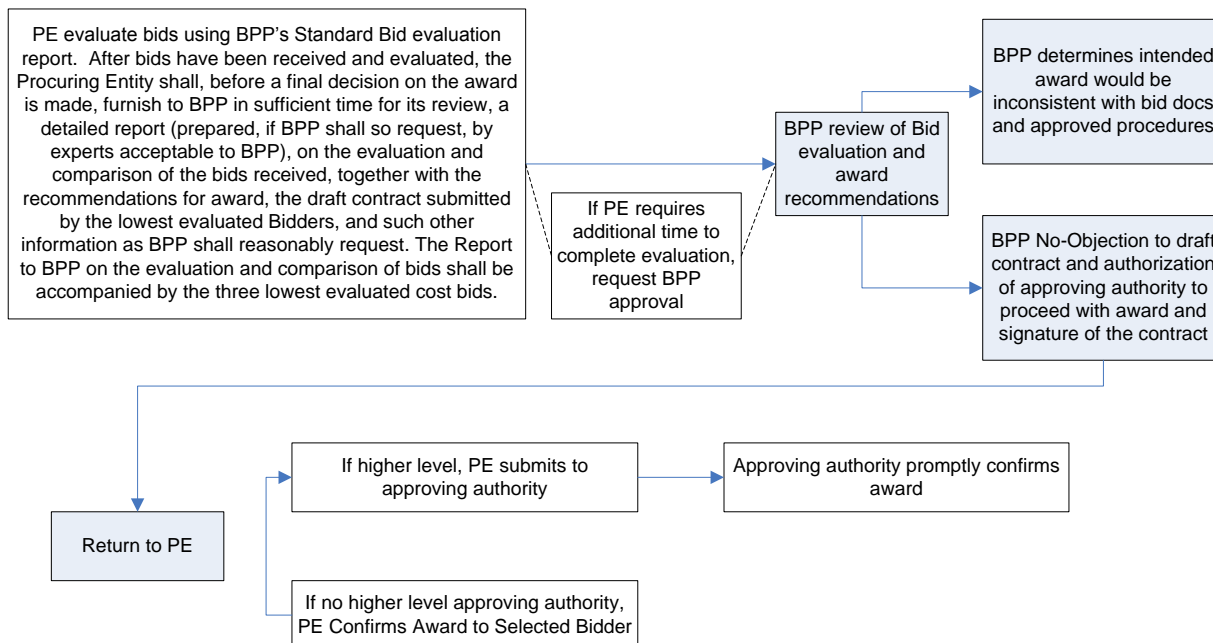 PE evaluate bids using BPP's Standard Bid evaluation
report.  After bids have been received and evaluated, the
Procuring Entity shall, before a final decision on the award
is made, furnish to BPP in sufficient time for its review, a
detailed report (prepared, if BPP shall so request, by
experts acceptable to BPP), on the evaluation and
comparison of the bids received, together with the
recommendations for award, the draft contract submitted
by the lowest evaluated Bidders, and such other
information as BPP shall reasonably request. The Report
to BPP on the evaluation and comparison of bids shall be
accompanied by the three lowest evaluated cost bids.
If PE requires
additional time to
complete evaluation,
request BPP
approval
BPP review of Bid
evaluation and
award
recommendations
BPP determines intended
award would be
inconsistent with bid docs
and approved procedures
BPP No-Objection to draft
contract and authorization
of approving authority to
proceed with award and
signature of the contract
If higher level, PE submits to
approving authority
Approving authority promptly confirms
award
Return to PE
If no higher level approving authority,
PE Confirms Award to Selected Bidder